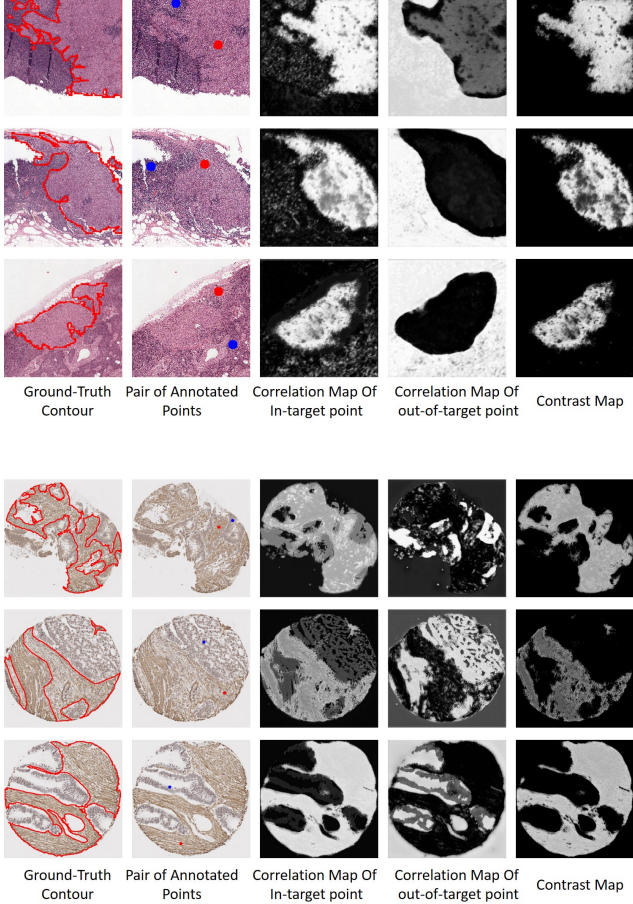 Ground-Truth Contour
Pair of Annotated Points
Correlation Map Of In-target point
Correlation Map Of out-of-target point
Contrast Map
Ground-Truth Contour
Pair of Annotated Points
Correlation Map Of In-target point
Correlation Map Of out-of-target point
Contrast Map